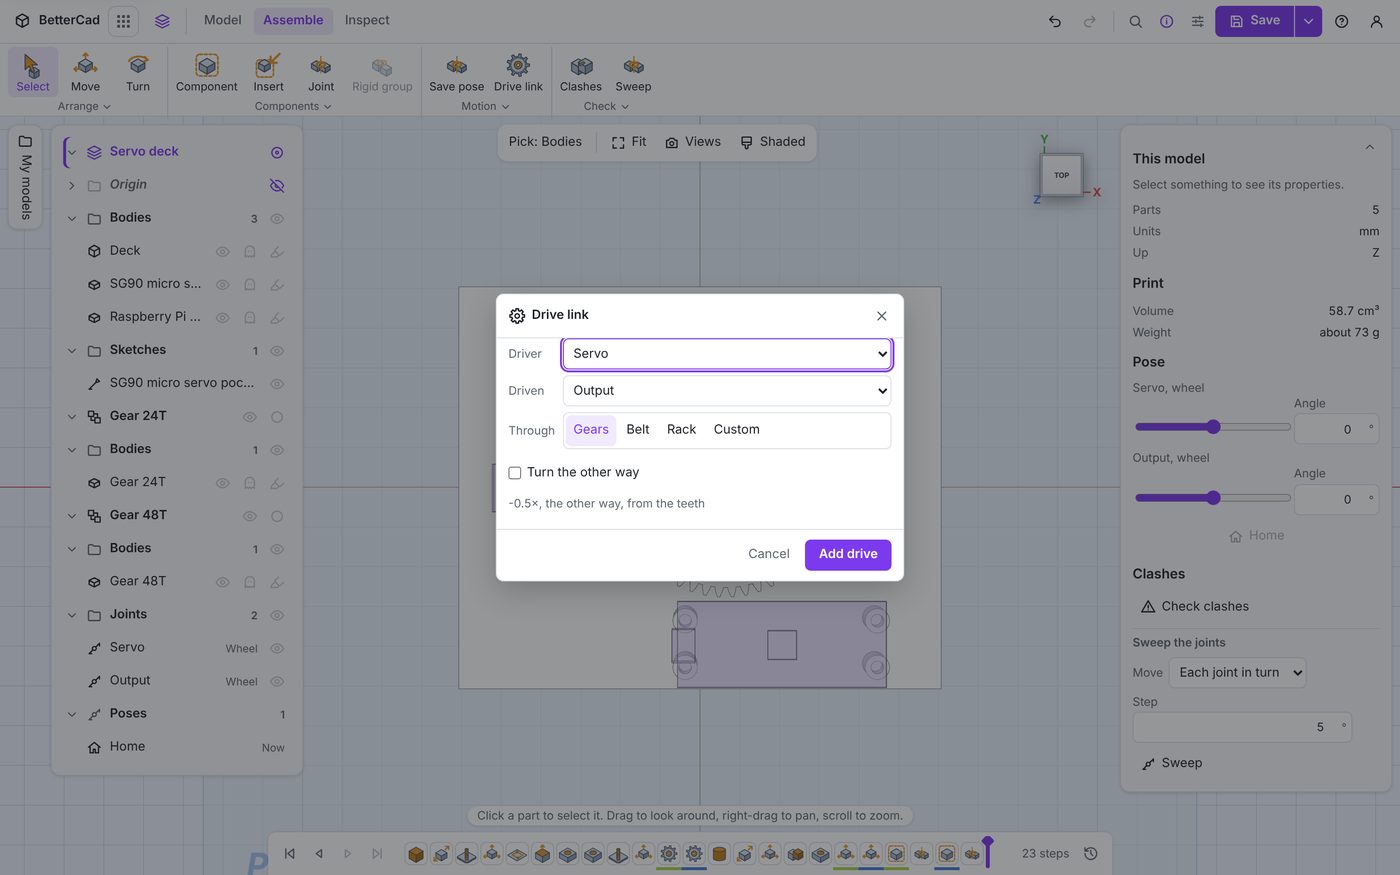 BetterCad
Model
Assemble
Inspect
Save
Select
Move
Turn
Component
Insert
Joint
Rigid group
Save pose
Drive link
Clashes
Sweep
Arrange
Components
Motion
Check
My models
Servo deck
Origin
Bodies 3
Deck
SG90 micro s...
Raspberry Pi ...
Sketches 1
SG90 micro servo poc...
Gear 24T
Bodies 1
Gear 24T
Gear 48T
Bodies 1
Gear 48T
Joints 2
Servo Wheel
Output Wheel
Poses 1
Home Now
Pick: Bodies
Fit
Views
Shaded
Y
TOP
Z
X
Drive link
Driver Servo
Driven Output
Through Gears Belt Rack Custom
Turn the other way
-0.5×, the other way, from the teeth
Cancel
Add drive
This model
Select something to see its properties.
Parts 5
Units mm
Up Z
Print
Volume 58.7 cm³
Weight about 73 g
Pose
Servo, wheel
Angle
0 °
Output, wheel
Angle
0 °
Home
Clashes
Check clashes
Sweep the joints
Move Each joint in turn
Step
5 °
Sweep
Click a part to select it. Drag to look around, right-drag to pan, scroll to zoom.
23 steps